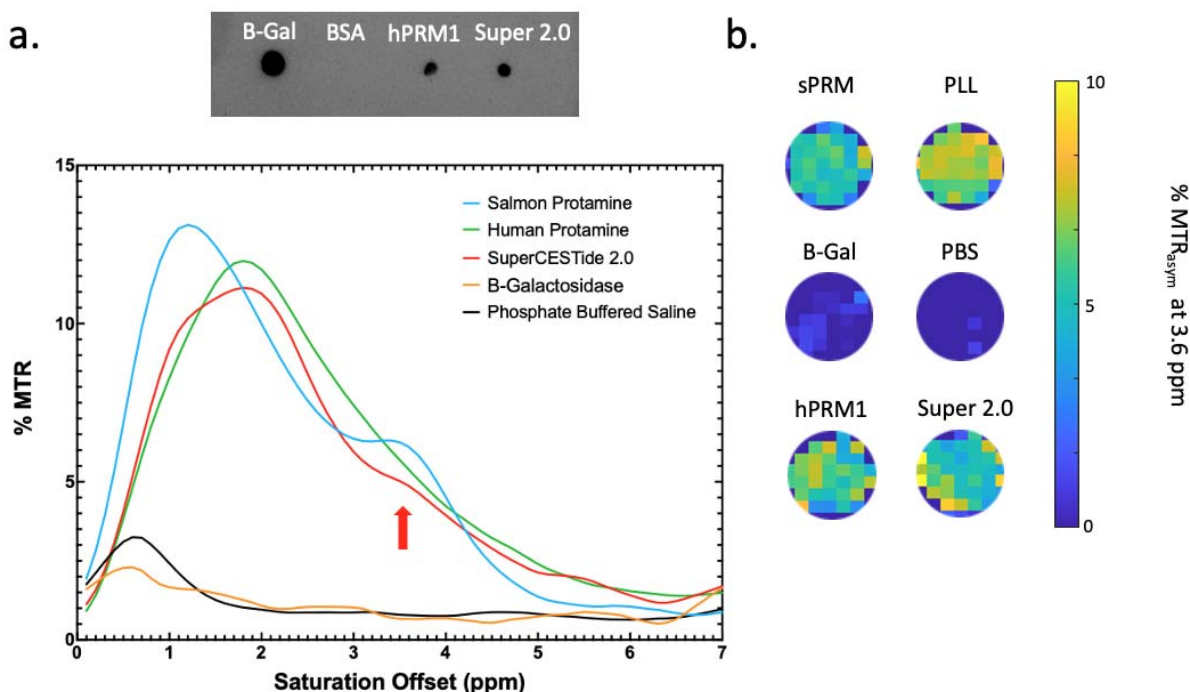 a.
B-Gal BSA hPRM1 Super 2.0
15
10
5
0
% MTR
Salmon Protamine
Human Protamine
SuperCESTide 2.0
B-Galactosidase
Phosphate Buffered Saline
0 1 2 3 4 5 6 7
Saturation Offset (ppm)
b.
sPRM PLL
B-Gal PBS
hPRM1 Super 2.0
10
5
0
% MTRasym at 3.6 ppm